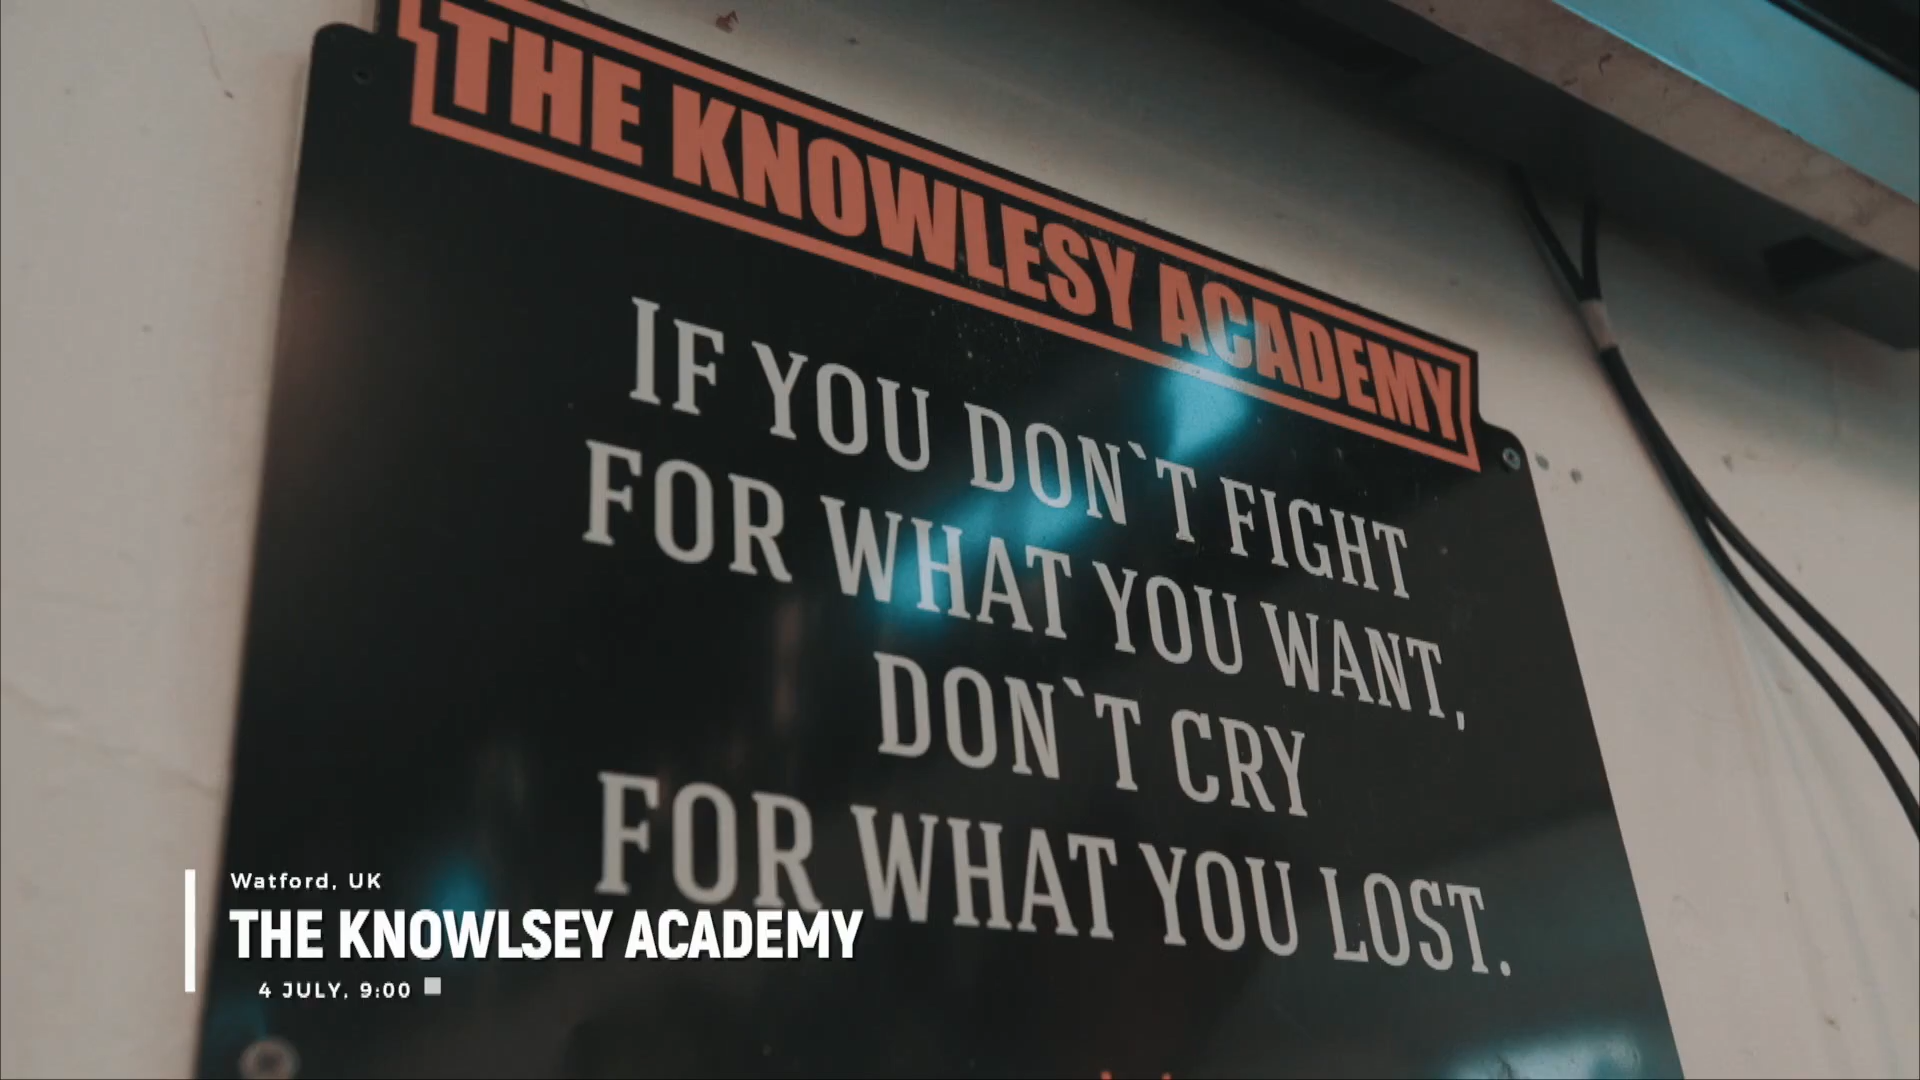 THE KNOWLESY ACADEMY
IF YOU DON`T FIGHT
FOR WHAT YOU WANT,
DON`T CRY
FOR WHAT YOU LOST.
Watford, UK
THE KNOWLSEY ACADEMY
4 JULY, 9:00